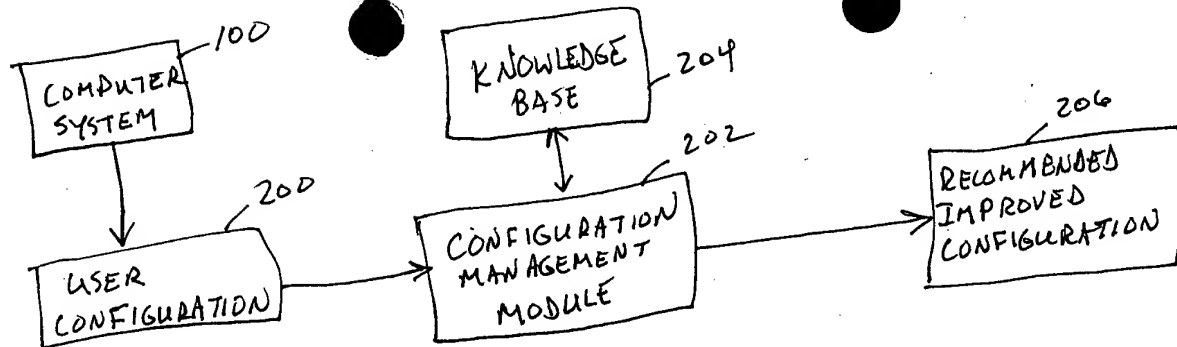 100
COMPUTER
SYSTEM
KNOWLEDGE
BASE
204
206
200
202
USER
CONFIGURATION
CONFIGURATION
MANAGEMENT
MODULE
RECOMMENDED
IMPROVED
CONFIGURATION